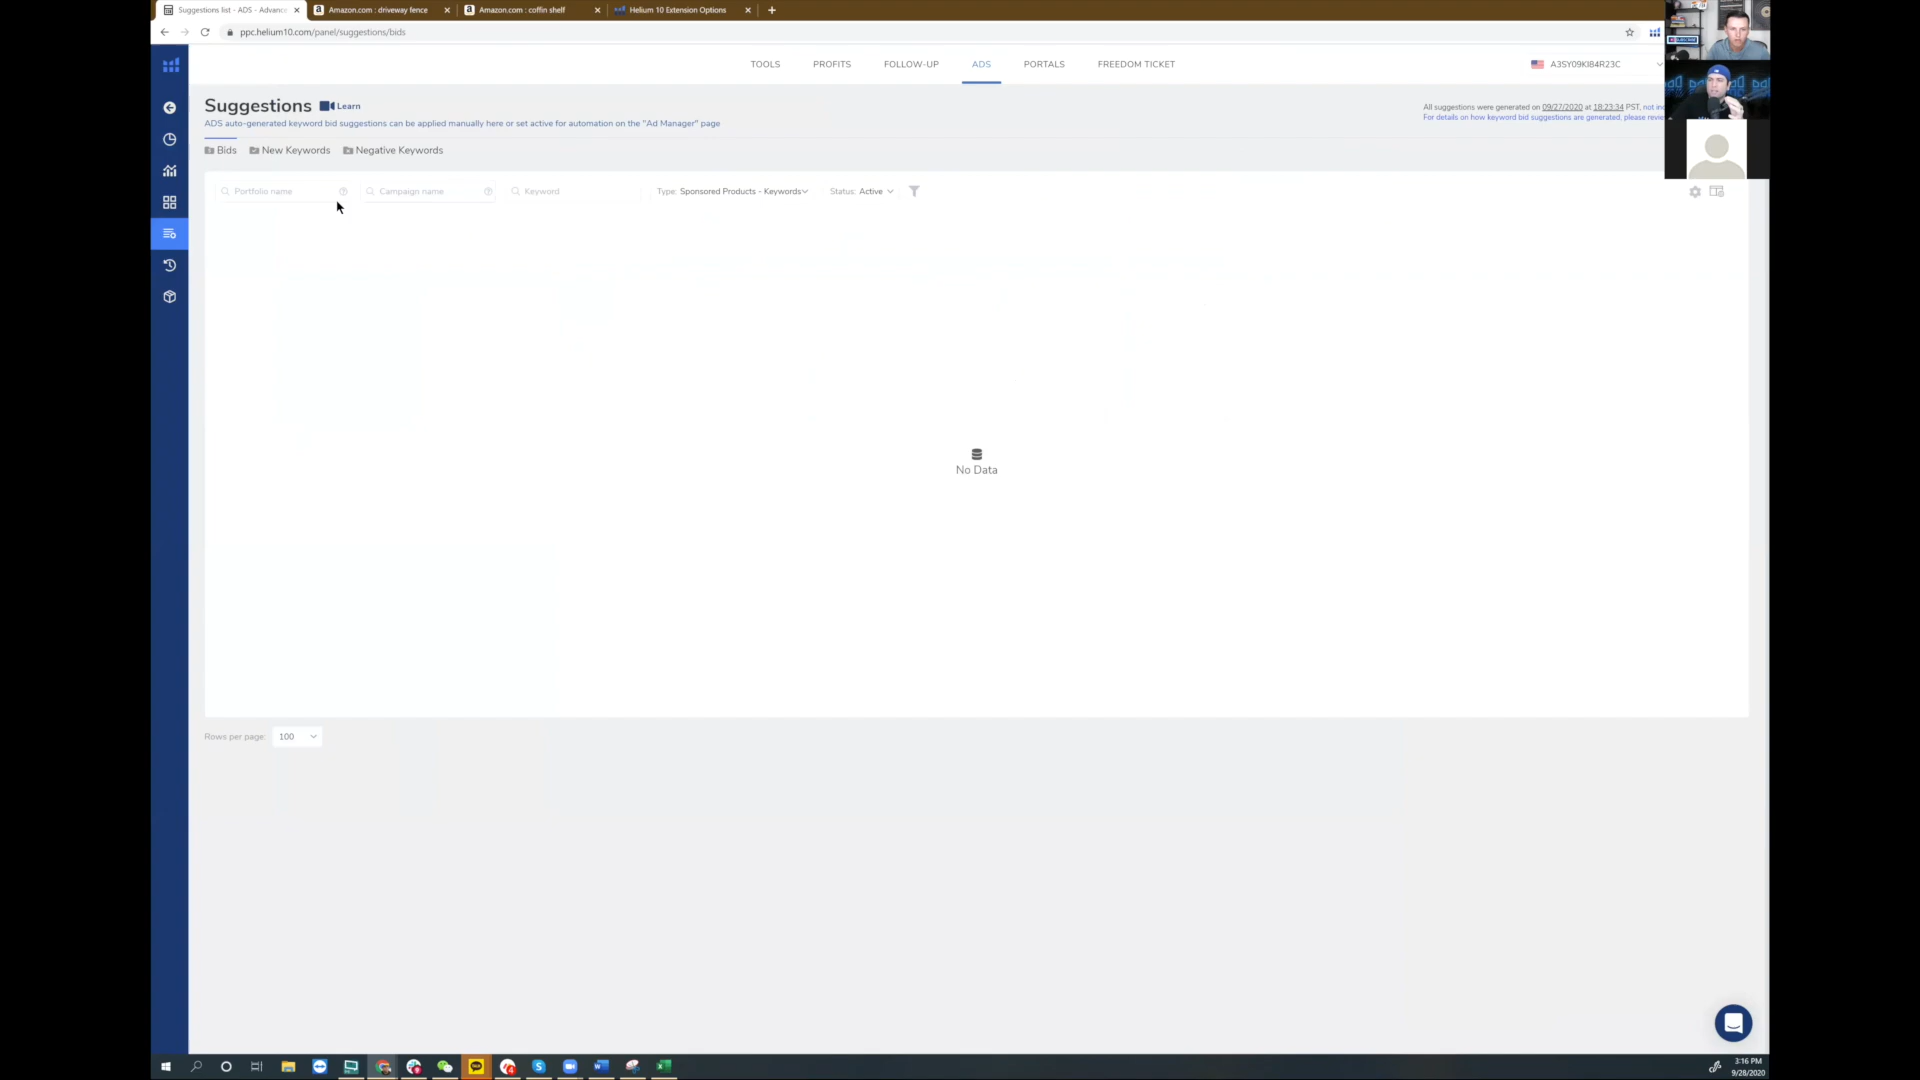 Suggestions list - ADS - Advance
Amazon.com : driveway fence
Amazon.com : coffin shelf
Helium 10 Extension Options
ppc.helium10.com/panel/suggestions/bids
TOOLS
PROFITS
FOLLOW-UP
ADS
PORTALS
FREEDOM TICKET
A3SY09KI84R23C
Suggestions
Learn
All suggestions were generated on 09/27/2020 at 18:23:34 PST, not
ADS auto-generated keyword bid suggestions can be applied manually here or set active for automation on the "Ad Manager" page
For details on how keyword bid suggestions are generated, please
Bids
New Keywords
Negative Keywords
Portfolio name
Campaign name
Keyword
Type: Sponsored Products - Keywords
Status: Active
No Data
Rows per page: 100
3:16 PM
9/28/2020